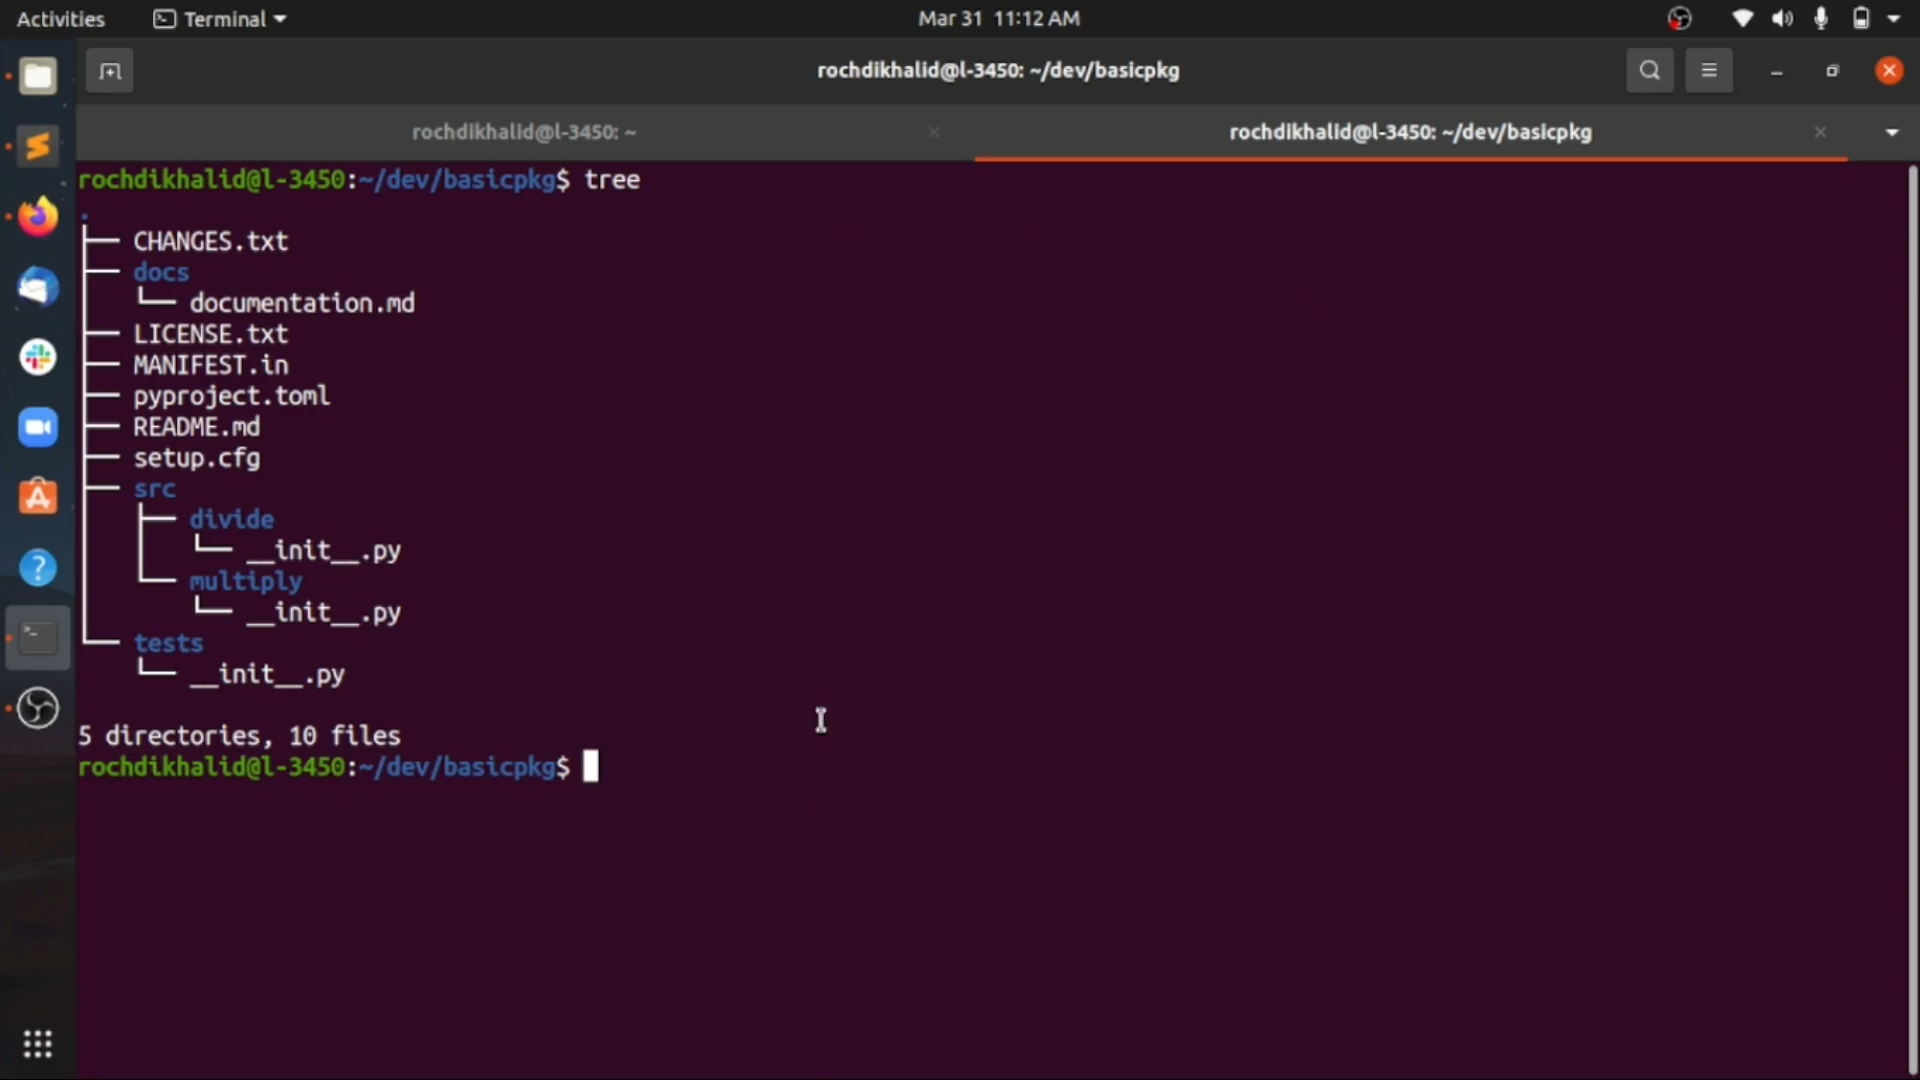 Activities Terminal Mar 31 11:12 AM
rochdikhalid@l-3450: ~/dev/basicpkg
rochdikhalid@l-3450: ~ rochdikhalid@l-3450: ~/dev/basicpkg
rochdikhalid@l-3450:~/dev/basicpkg$ tree
.
├── CHANGES.txt
├── docs
│   └── documentation.md
├── LICENSE.txt
├── MANIFEST.in
├── pyproject.toml
├── README.md
├── setup.cfg
├── src
│   ├── divide
│   │   └── __init__.py
│   └── multiply
│       └── __init__.py
└── tests
    └── __init__.py
5 directories, 10 files
rochdikhalid@l-3450:~/dev/basicpkg$